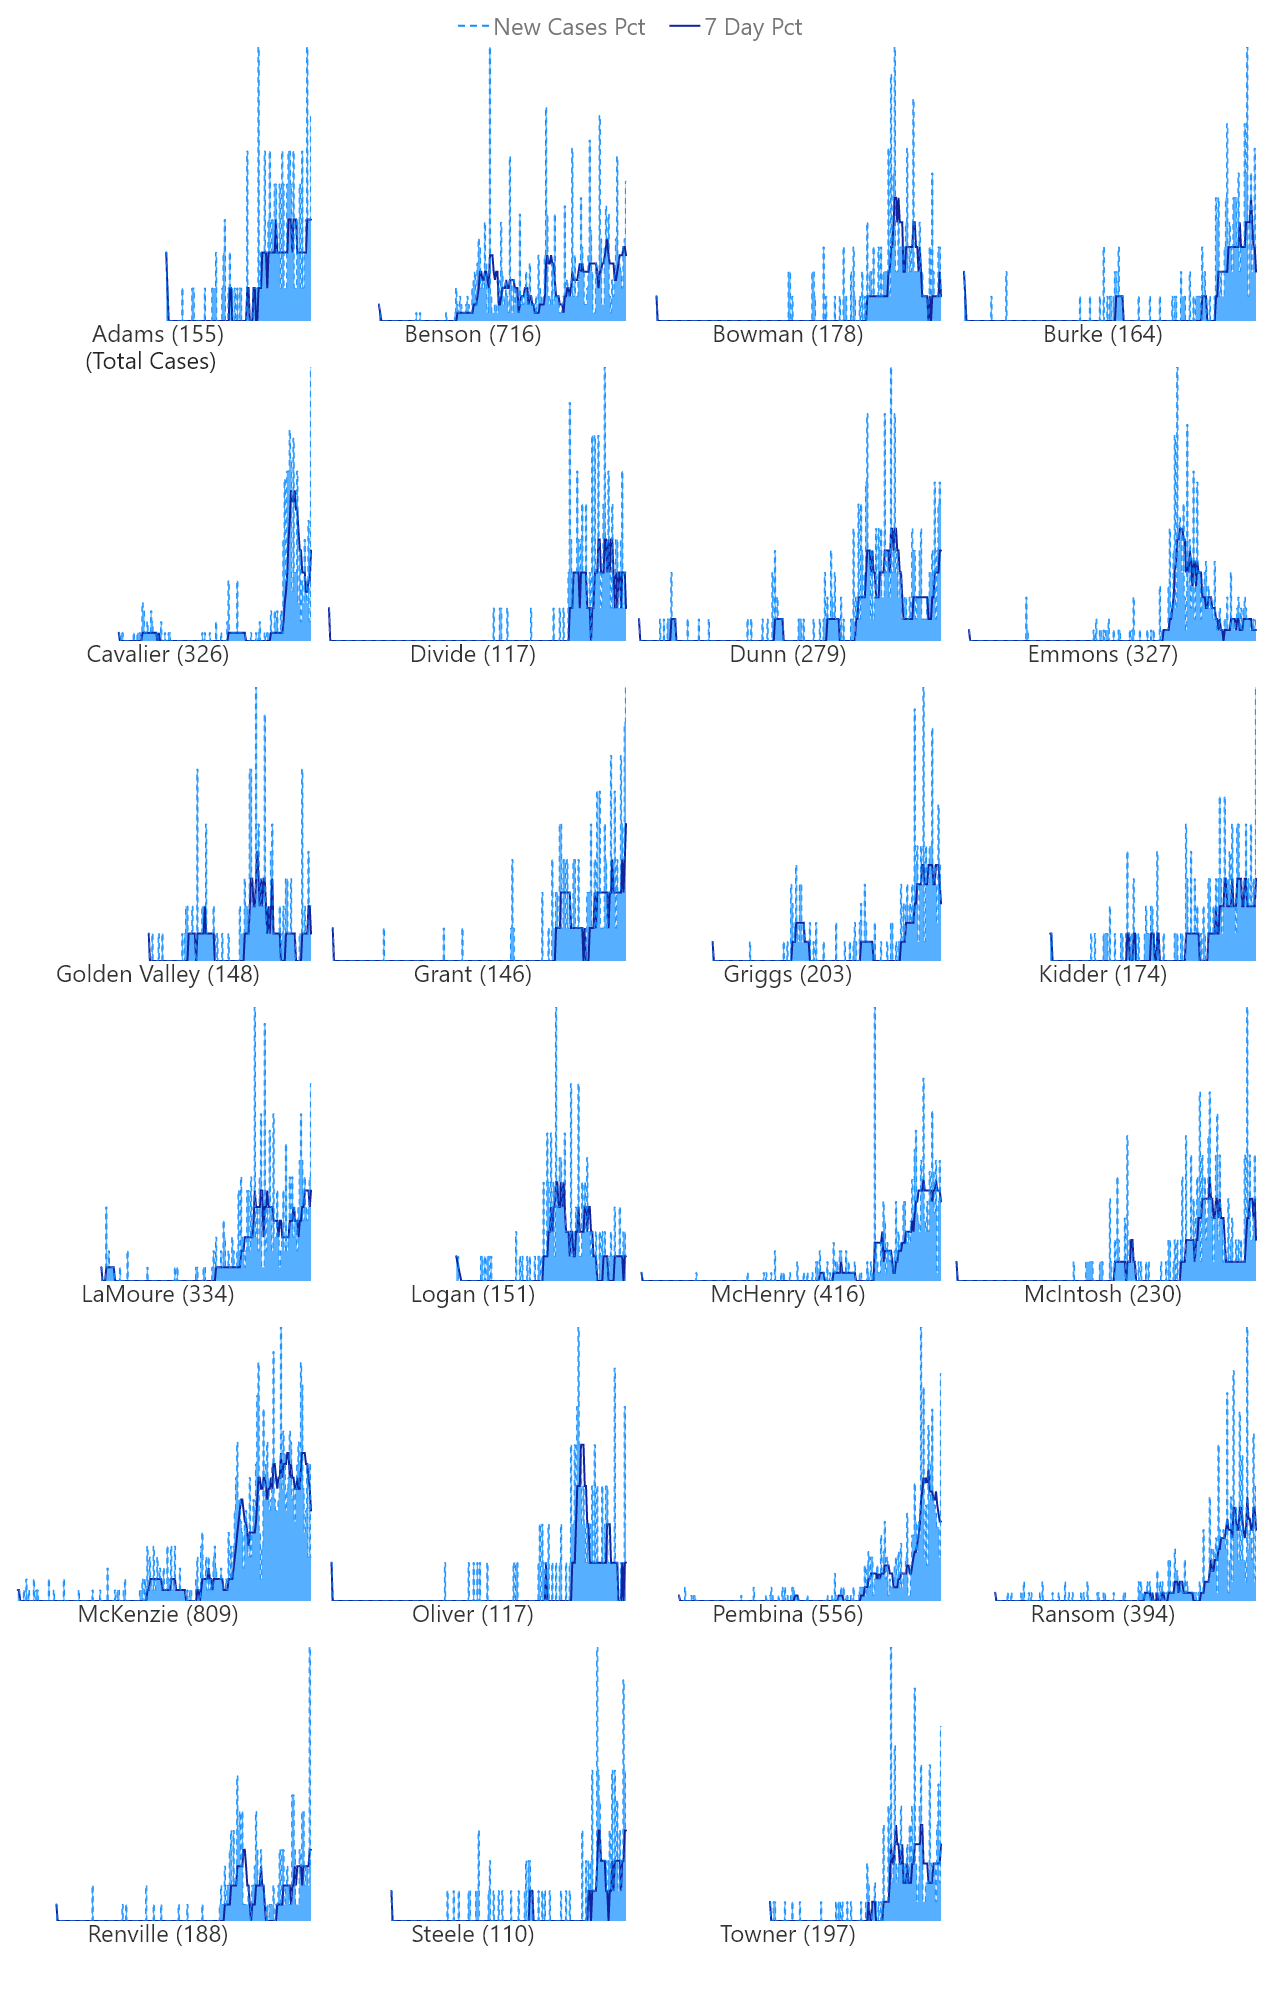 New Cases Pct 7 Day Pct
Adams (155) Benson (716) Bowman (178) Burke (164)
(Total Cases)
Cavalier (326) Divide (117) Dunn (279) Emmons (327)
Golden Valley (148) Grant (146) Griggs (203) Kidder (174)
LaMoure (334) Logan (151) McHenry (416) McIntosh (230)
McKenzie (809) Oliver (117) Pembina (556) Ransom (394)
Renville (188) Steele (110) Towner (197)